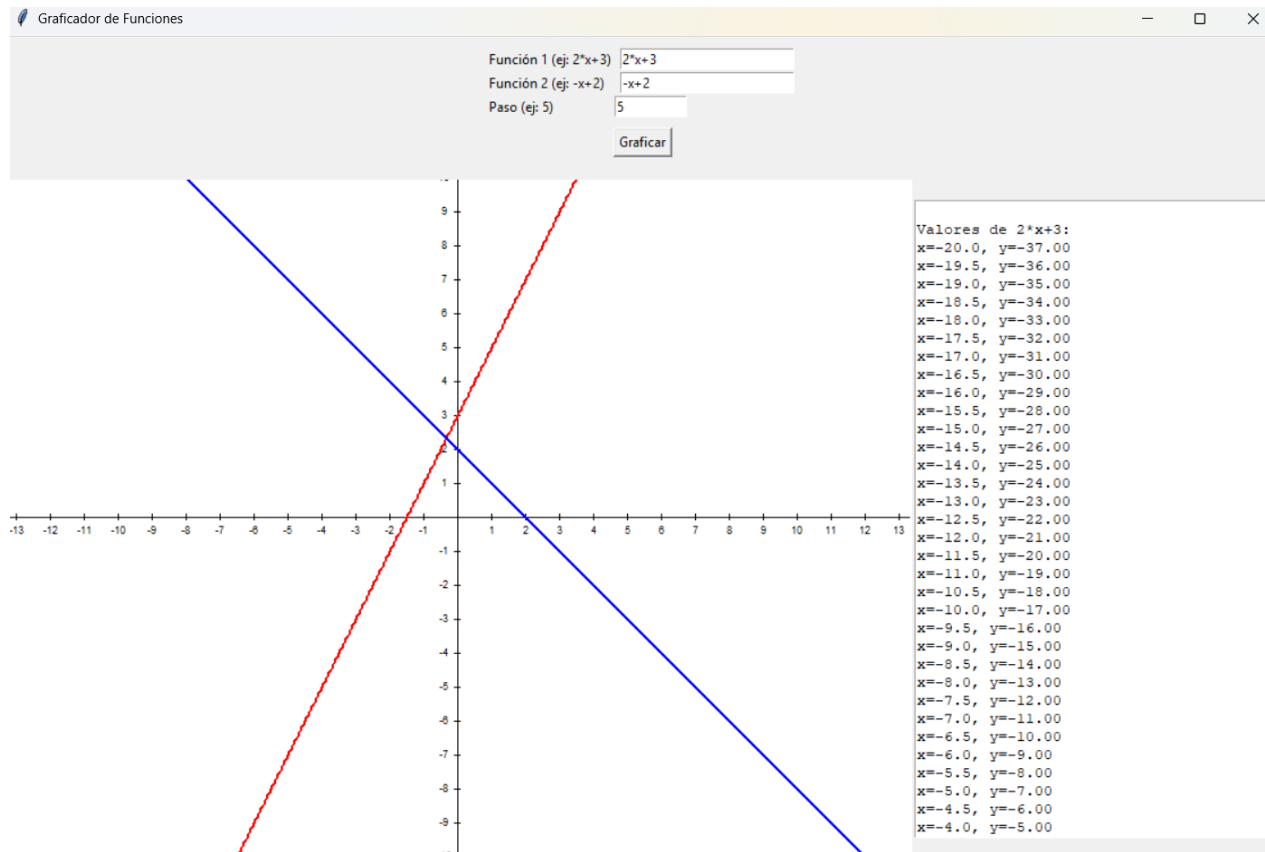 Graficador de Funciones
Función 1 (ej: 2*x+3) 2*x+3
Función 2 (ej: -x+2) -x+2
Paso (ej: 5) 5
Graficar
9
8
7
6
5
4
3
2
1
-13 -12 -11 -10 -9 -8 -7 -6 -5 -4 -3 -2 -1 1 2 3 4 5 6 7 8 9 10 11 12 13
-1
-2
-3
-4
-5
-6
-7
-8
-9
Valores de 2*x+3:
x=-20.0, y=-37.00
x=-19.5, y=-36.00
x=-19.0, y=-35.00
x=-18.5, y=-34.00
x=-18.0, y=-33.00
x=-17.5, y=-32.00
x=-17.0, y=-31.00
x=-16.5, y=-30.00
x=-16.0, y=-29.00
x=-15.5, y=-28.00
x=-15.0, y=-27.00
x=-14.5, y=-26.00
x=-14.0, y=-25.00
x=-13.5, y=-24.00
x=-13.0, y=-23.00
x=-12.5, y=-22.00
x=-12.0, y=-21.00
x=-11.5, y=-20.00
x=-11.0, y=-19.00
x=-10.5, y=-18.00
x=-10.0, y=-17.00
x=-9.5, y=-16.00
x=-9.0, y=-15.00
x=-8.5, y=-14.00
x=-8.0, y=-13.00
x=-7.5, y=-12.00
x=-7.0, y=-11.00
x=-6.5, y=-10.00
x=-6.0, y=-9.00
x=-5.5, y=-8.00
x=-5.0, y=-7.00
x=-4.5, y=-6.00
x=-4.0, y=-5.00